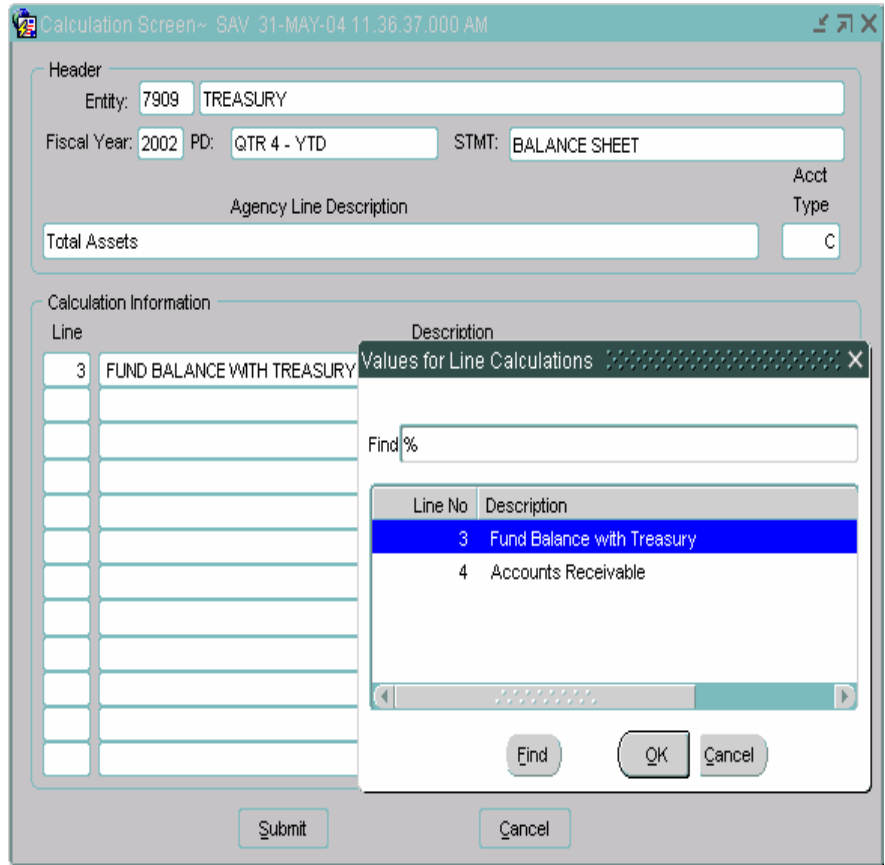 Calculation Screen~ SAV 31-MAY-04 11.36.37.000 AM
Header
Entity: 7909 TREASURY
Fiscal Year: 2002 PD: QTR 4 - YTD STMT: BALANCE SHEET
Acct
Agency Line Description Type
Total Assets C
Calculation Information
Line Description
3 FUND BALANCE WITH TREASURY
Values for Line Calculations
Find %
Line No Description
3 Fund Balance with Treasury
4 Accounts Receivable
Find OK Cancel
Submit Cancel